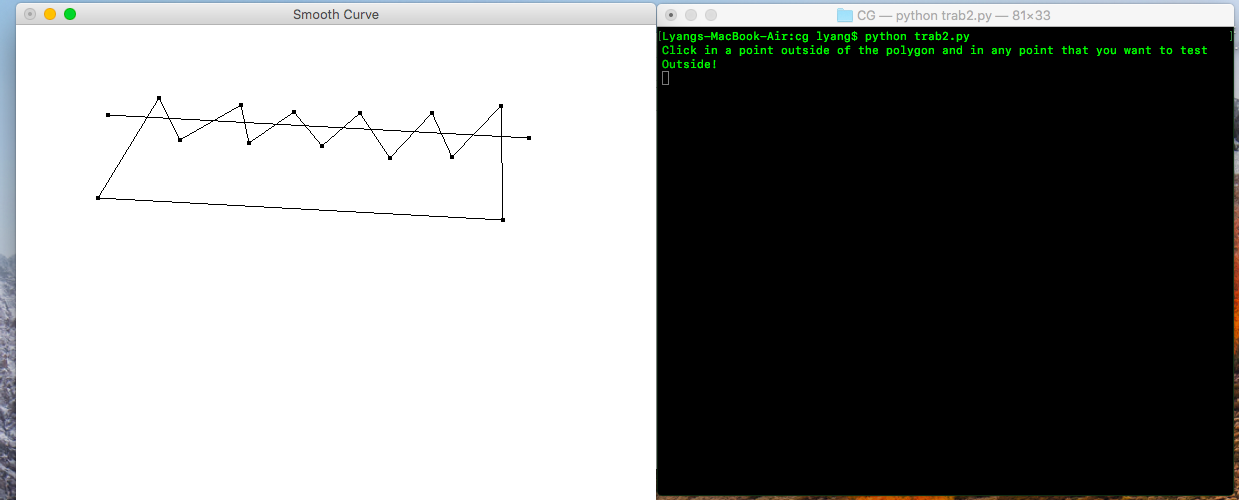 Smooth Curve
CG — python trab2.py — 81×33
[Lyangs-MacBook-Air:cg lyang$ python trab2.py ]
Click in a point outside of the polygon and in any point that you want to test
Outside!